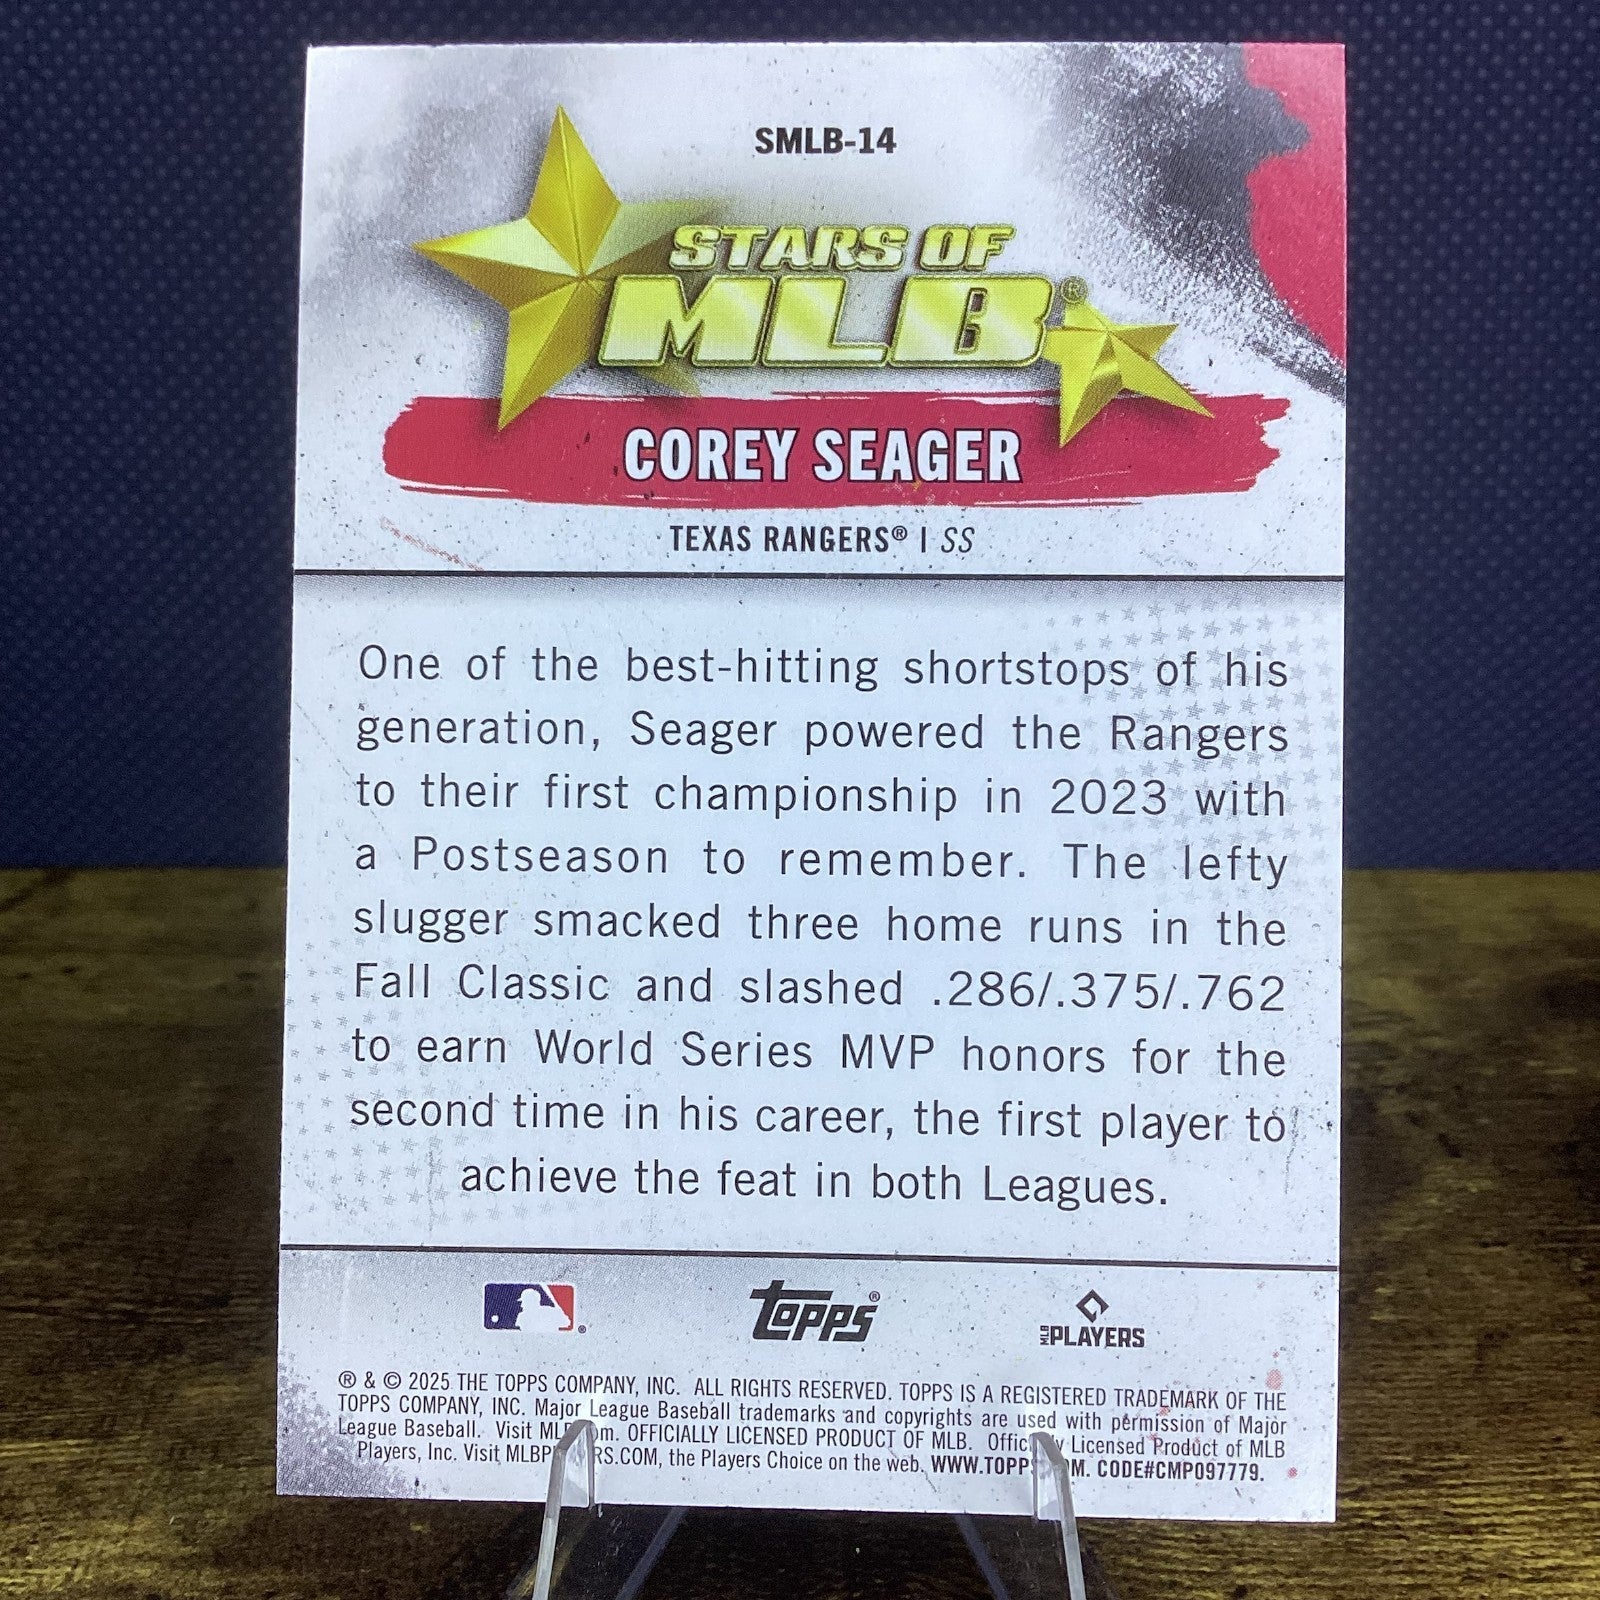 SMLB-14
STARS OF
MLB®
COREY SEAGER
TEXAS RANGERS® | SS
One of the best-hitting shortstops of his
generation, Seager powered the Rangers
to their first championship in 2023 with
a Postseason to remember. The lefty
slugger smacked three home runs in the
Fall Classic and slashed .286/.375/.762
to earn World Series MVP honors for the
second time in his career, the first player to
achieve the feat in both Leagues.
® topps® MLB PLAYERS
® & © 2025 THE TOPPS COMPANY, INC. ALL RIGHTS RESERVED. TOPPS IS A REGISTERED TRADEMARK OF THE
TOPPS COMPANY, INC. Major League Baseball trademarks and copyrights are used with permission of Major
League Baseball. Visit OFFICIALLY LICENSED PRODUCT OF MLB. Licensed Product of MLB
Players, Inc. Visit the Players Choice on the web. CODE#CMP097779.